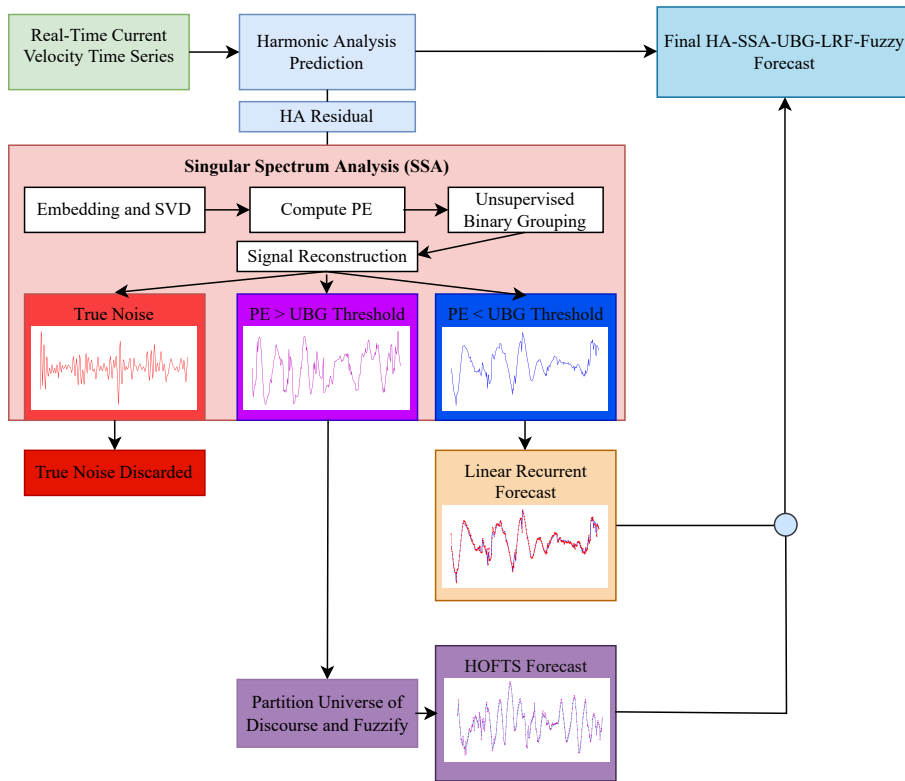 Real-Time Current
Velocity Time Series
Harmonic Analysis
Prediction
Final HA-SSA-UBG-LRF-Fuzzy
Forecast
HA Residual
Singular Spectrum Analysis (SSA)
Embedding and SVD
Compute PE
Unsupervised
Binary Grouping
Signal Reconstruction
True Noise
PE > UBG Threshold
PE < UBG Threshold
True Noise Discarded
Linear Recurrent
Forecast
HOFTS Forecast
Partition Universe of
Discourse and Fuzzify